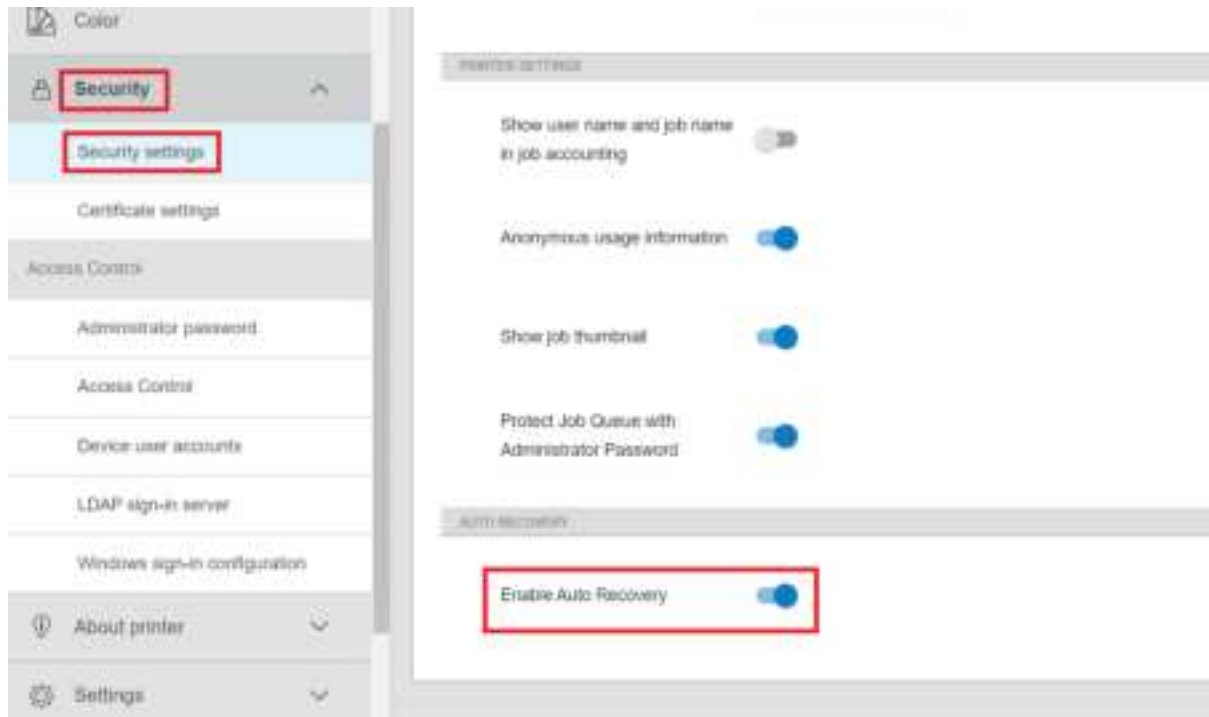 Color
Security
Security settings
Certificate settings
Access Control
Administrator password
Access Control
Device user accounts
LDAP sign-in server
Windows sign-in configuration
About printer
Settings
PRINTER SETTINGS
Show user name and job name
in job accounting
Anonymous usage information
Show job thumbnail
Protect Job Queue with
Administrator Password
AUTO RECOVERY
Enable Auto Recovery